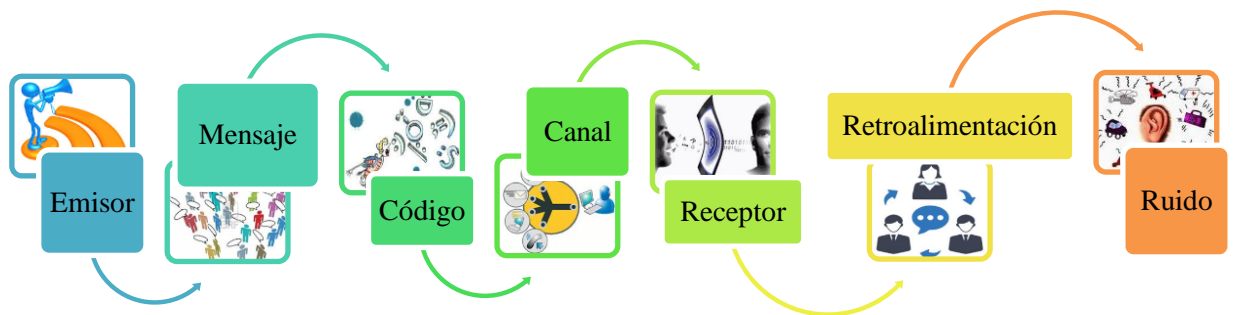 Emisor
Mensaje
Código
Canal
Receptor
Retroalimentación
Ruido